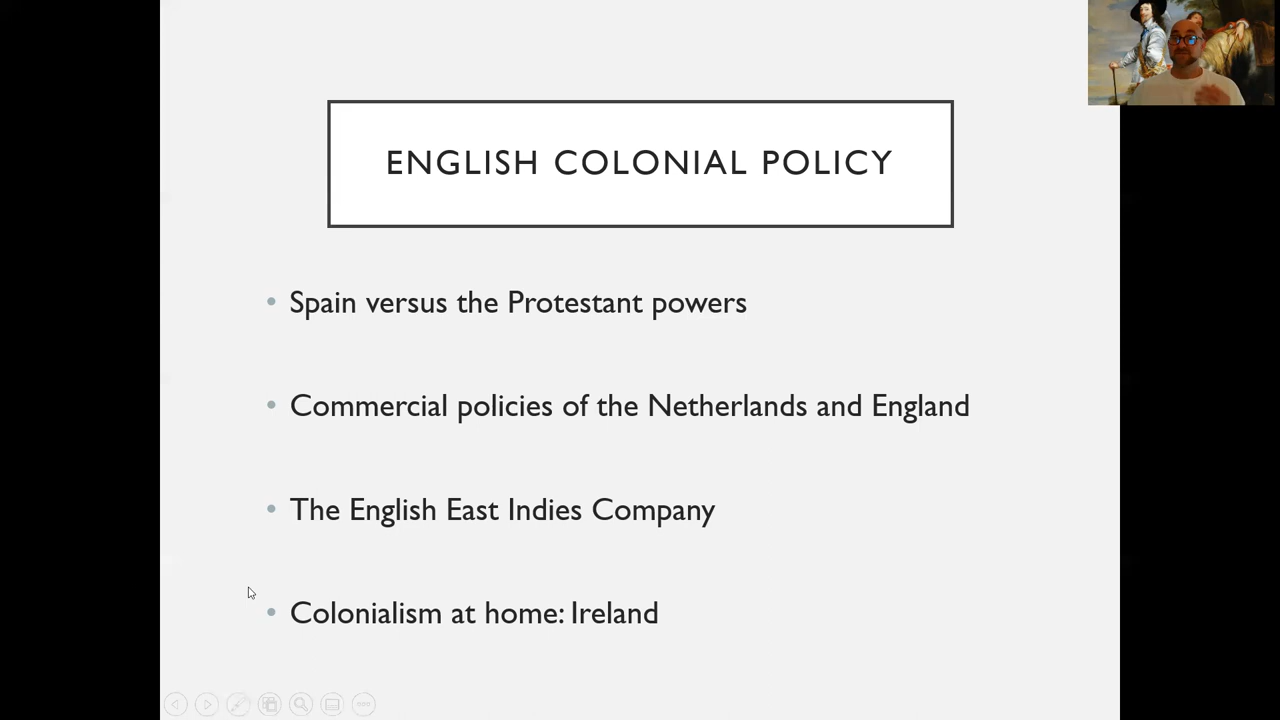 ENGLISH COLONIAL POLICY
• Spain versus the Protestant powers
• Commercial policies of the Netherlands and England
• The English East Indies Company
• Colonialism at home: Ireland